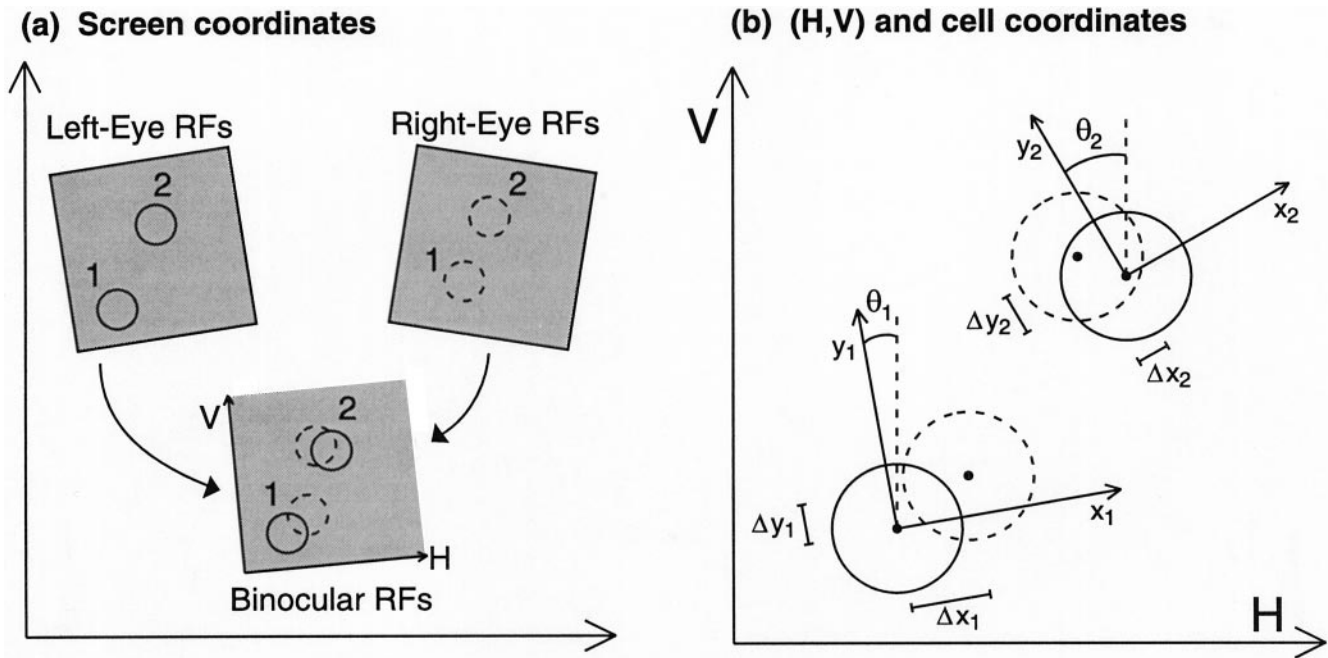 (a) Screen coordinates
Left-Eye RFs
Right-Eye RFs
2
1
2
1
V
2
1
H
Binocular RFs
(b) (H,V) and cell coordinates
V
y₂
θ₂
x₂
Δy₂
Δx₂
θ₁
y₁
x₁
Δy₁
Δx₁
H